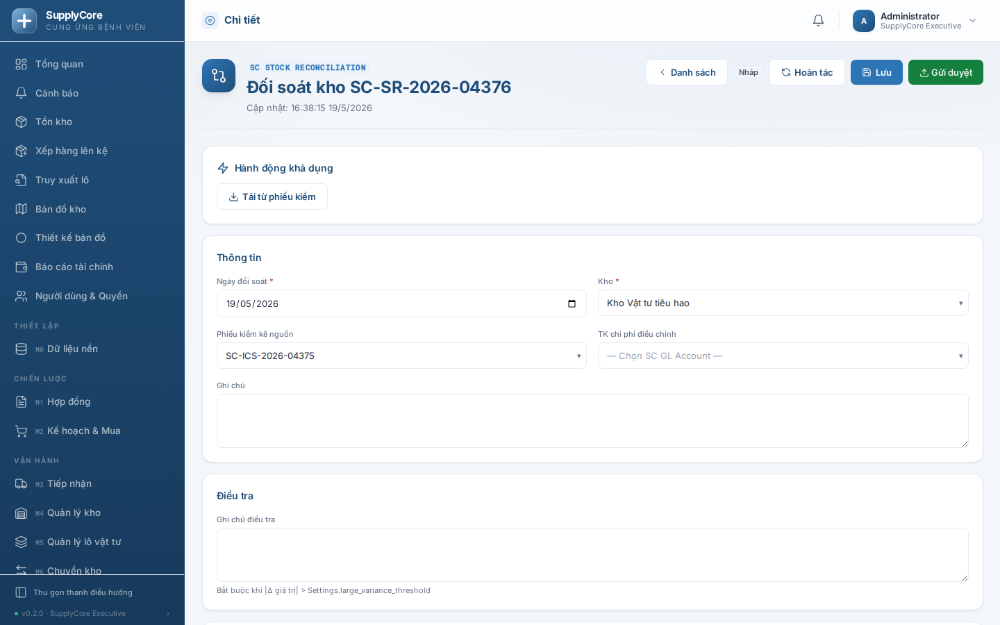 SupplyCore
CUNG ỨNG BỆNH VIỆN
Tổng quan
Cảnh báo
Tồn kho
Xếp hàng lên kệ
Truy xuất lô
Bản đồ kho
Thiết kế bản đồ
Báo cáo tài chính
Người dùng & Quyền
THIẾT LẬP
M0 Dữ liệu nền
CHIẾN LƯỢC
M1 Hợp đồng
M2 Kế hoạch & Mua
VẬN HÀNH
M3 Tiếp nhận
M4 Quản lý kho
M5 Quản lý lô vật tư
M6 Chuyển kho
Thu gọn thanh điều hướng
v0.2.0 · SupplyCore Executive
Chi tiết
A
Administrator
SupplyCore Executive
SC STOCK RECONCILIATION
Đối soát kho SC-SR-2026-04376
Cập nhật: 16:38:15 19/5/2026
Danh sách
Nháp
Hoàn tác
Lưu
Gửi duyệt
Hành động khả dụng
Tải từ phiếu kiểm
Thông tin
Ngày đối soát *
19/05/2026
Kho *
Kho Vật tư tiêu hao
Phiếu kiểm kê nguồn
SC-ICS-2026-04375
TK chi phí điều chỉnh
— Chọn SC GL Account —
Ghi chú
Điều tra
Ghi chú điều tra
Bắt buộc khi |Δ giá trị| > Settings.large_variance_threshold